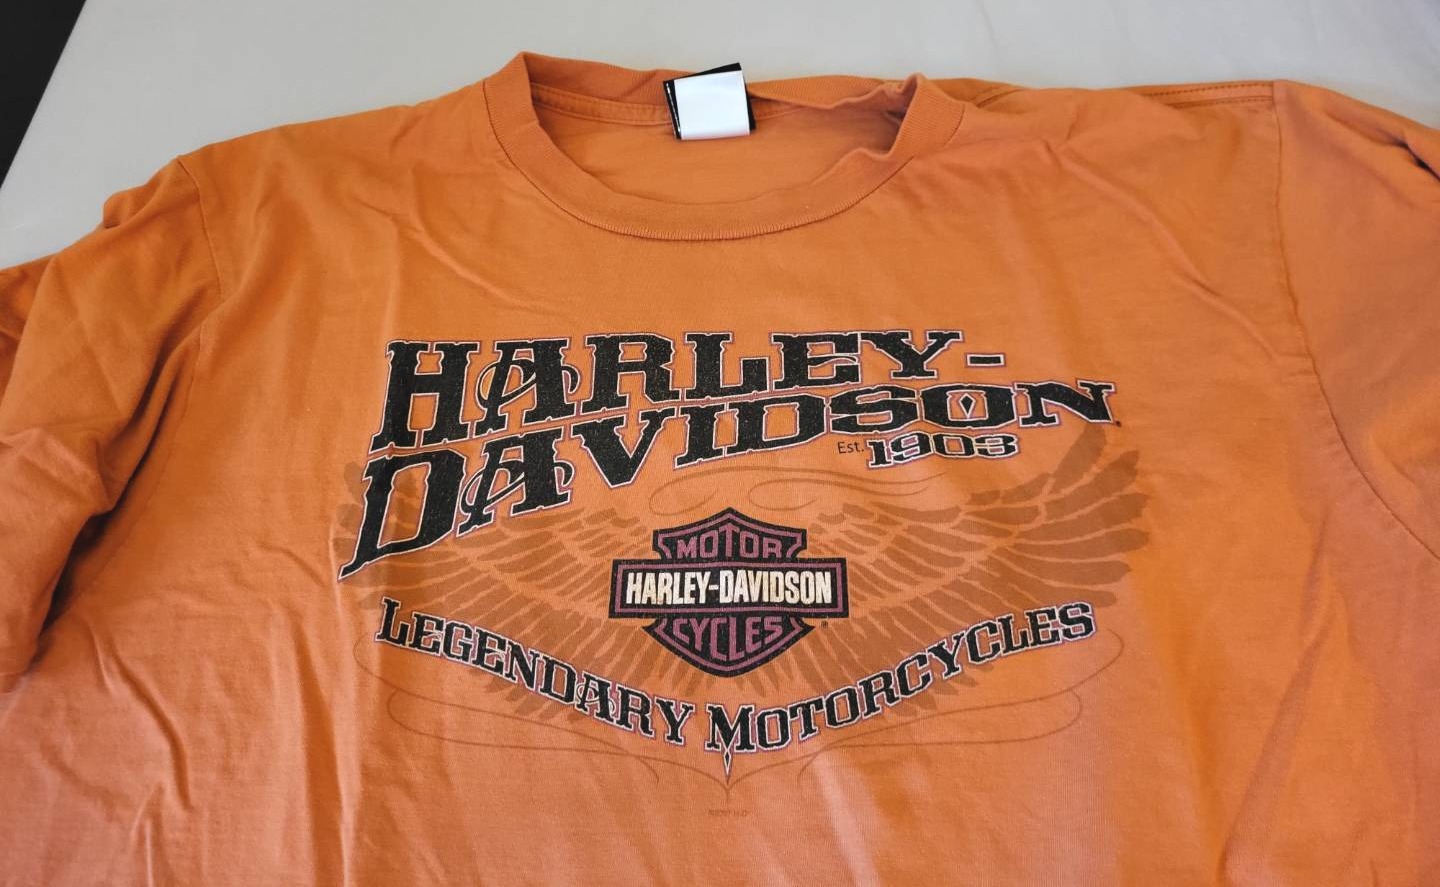 HARLEY-
DAVIDSON
Est. 1903
MOTOR
HARLEY-DAVIDSON
CYCLES
LEGENDARY MOTORCYCLES